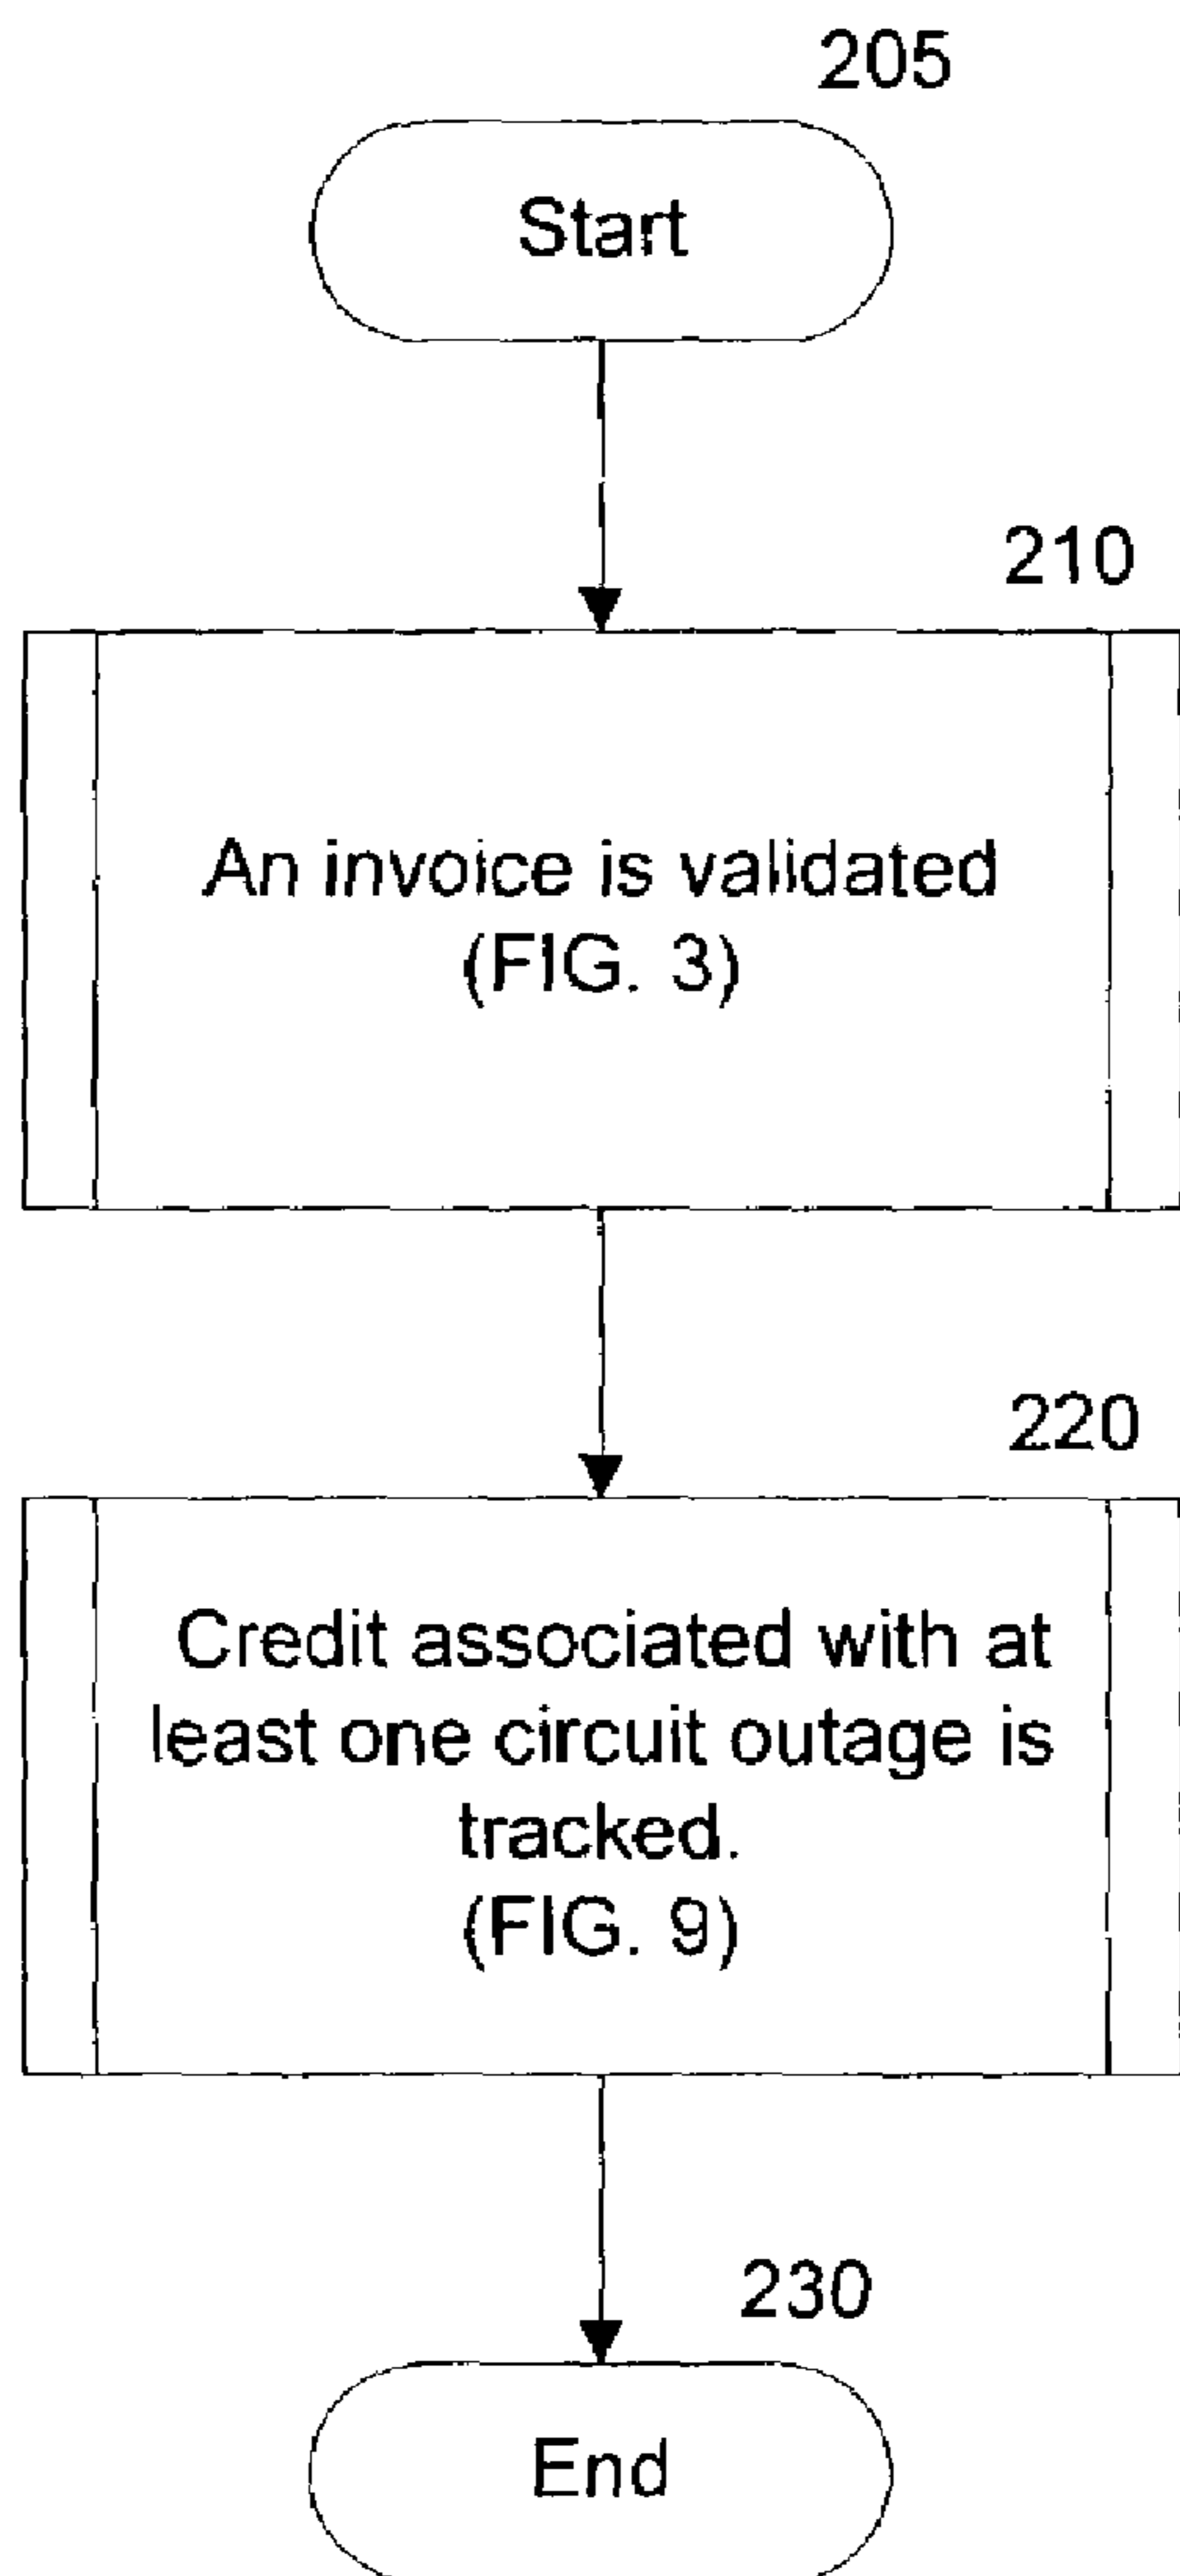 205
Start
210
An invoice is validated
(FIG. 3)
220
Credit associated with at
least one circuit outage is
tracked.
(FIG. 9)
230
End